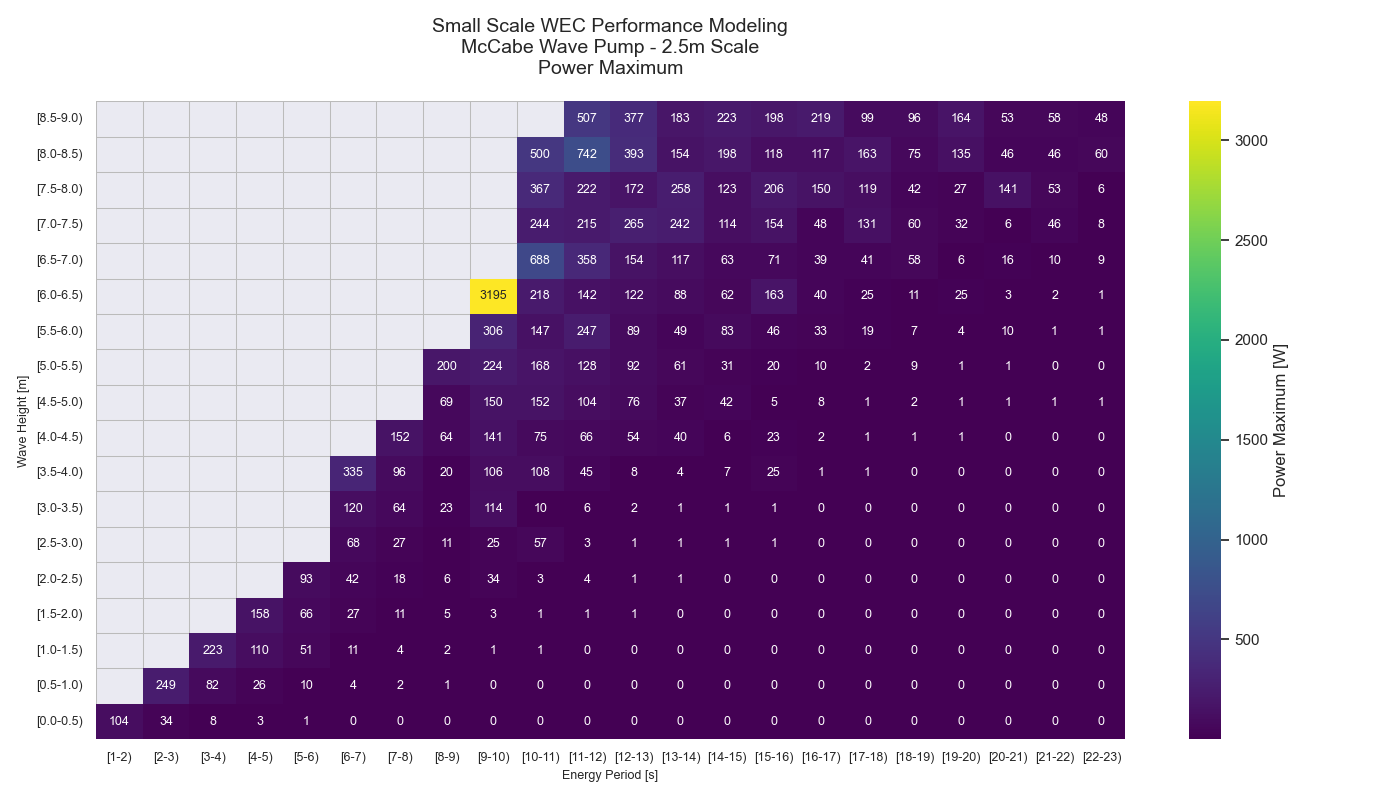 Small Scale WEC Performance Modeling
McCabe Wave Pump - 2.5m Scale
Power Maximum
Wave Height [m]
[8.5-9.0) 507 377 183 223 198 219 99 96 164 53 58 48
[8.0-8.5) 500 742 393 154 198 118 117 163 75 135 46 46 60
[7.5-8.0) 367 222 172 258 123 206 150 119 42 27 141 53 6
[7.0-7.5) 244 215 265 242 114 154 48 131 60 32 6 46 8
[6.5-7.0) 688 358 154 117 63 71 39 41 58 6 16 10 9
[6.0-6.5) 3195 218 142 122 88 62 163 40 25 11 25 3 2 1
[5.5-6.0) 306 147 247 89 49 83 46 33 19 7 4 10 1 1
[5.0-5.5) 200 224 168 128 92 61 31 20 10 2 9 1 1 0 0
[4.5-5.0) 69 150 152 104 76 37 42 5 8 1 2 1 1 1 1
[4.0-4.5) 152 64 141 75 66 54 40 6 23 2 1 1 1 0 0 0
[3.5-4.0) 335 96 20 106 108 45 8 4 7 25 1 1 0 0 0 0 0
[3.0-3.5) 120 64 23 114 10 6 2 1 1 1 0 0 0 0 0 0 0
[2.5-3.0) 68 27 11 25 57 3 1 1 1 1 0 0 0 0 0 0 0
[2.0-2.5) 93 42 18 6 34 3 4 1 1 0 0 0 0 0 0 0 0 0
[1.5-2.0) 158 66 27 11 5 3 1 1 1 0 0 0 0 0 0 0 0 0 0
[1.0-1.5) 223 110 51 11 4 2 1 1 0 0 0 0 0 0 0 0 0 0 0 0
[0.5-1.0) 249 82 26 10 4 2 1 0 0 0 0 0 0 0 0 0 0 0 0 0 0
[0.0-0.5) 104 34 8 3 1 0 0 0 0 0 0 0 0 0 0 0 0 0 0 0 0 0
[1-2) [2-3) [3-4) [4-5) [5-6) [6-7) [7-8) [8-9) [9-10) [10-11) [11-12) [12-13) [13-14) [14-15) [15-16) [16-17) [17-18) [18-19) [19-20) [20-21) [21-22) [22-23)
Energy Period [s]
3000
2500
2000
1500
1000
500
Power Maximum [W]